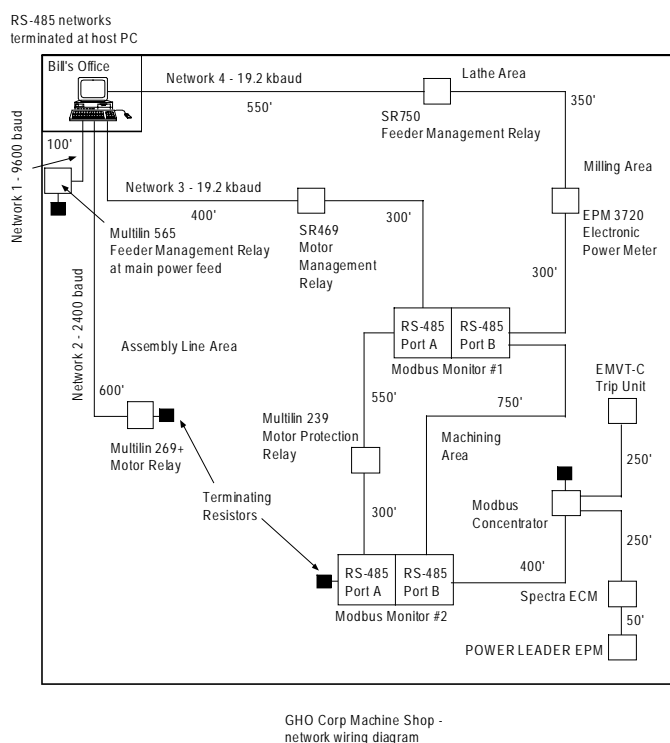 RS-485 networks
terminated at host PC
Bill's Office
Network 4 - 19.2 kbaud
550'
Lathe Area
350'
SR750
Feeder Management Relay
100'
Network 1 - 9600 baud
Network 3 - 19.2 kbaud
400'
300'
Milling Area
EPM 3720
Electronic
Power Meter
Multilin 565
Feeder Management Relay
at main power feed
SR469
Motor
Management
Relay
300'
Network 2 - 2400 baud
Assembly Line Area
RS-485
Port A
RS-485
Port B
Modbus Monitor #1
EMVT-C
Trip Unit
600'
550'
750'
Multilin 269+
Motor Relay
Multilin 239
Motor Protection
Relay
Machining
Area
250'
Terminating
Resistors
300'
Modbus
Concentrator
250'
RS-485
Port A
RS-485
Port B
400'
Modbus Monitor #2
Spectra ECM
50'
POWER LEADER EPM
GHO Corp Machine Shop -
network wiring diagram